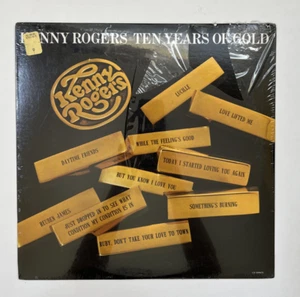 KENNY ROGERS TEN YEARS OF GOLD
Kenny
Rogers
LUCILLE
LOVE LIFTED ME
WHILE THE FEELING'S GOOD
DAYTIME FRIENDS
TODAY I STARTED LOVING YOU AGAIN
BUT YOU KNOW I LOVE YOU
REUBEN JAMES
JUST DROPPED IN TO SEE WHAT
CONDITION MY CONDITION IS IN
SOMETHING'S BURNING
RUBY, DON'T TAKE YOUR LOVE TO TOWN